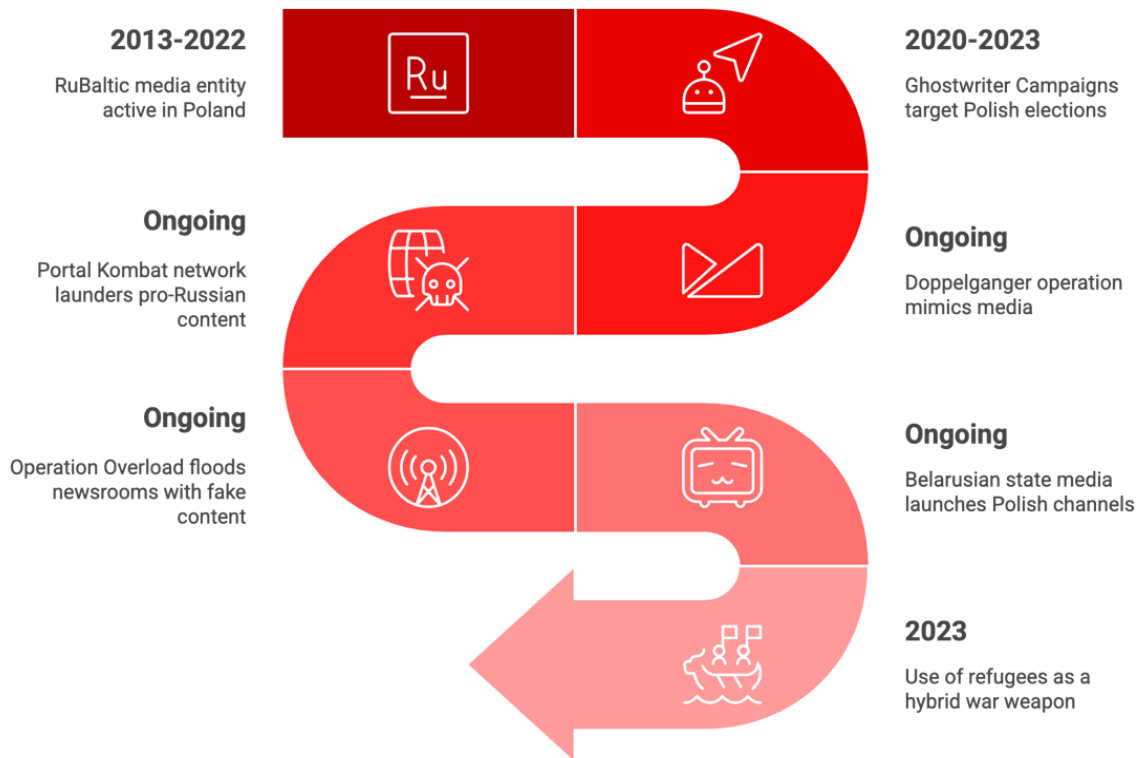 2013-2022
RuBaltic media entity
active in Poland
Ru
2020-2023
Ghostwriter Campaigns
target Polish elections
Ongoing
Doppelganger operation
mimics media
Ongoing
Portal Kombat network
launders pro-Russian
content
Ongoing
Operation Overload floods
newsrooms with fake
content
Ongoing
Belarusian state media
launches Polish channels
2023
Use of refugees as a
hybrid war weapon